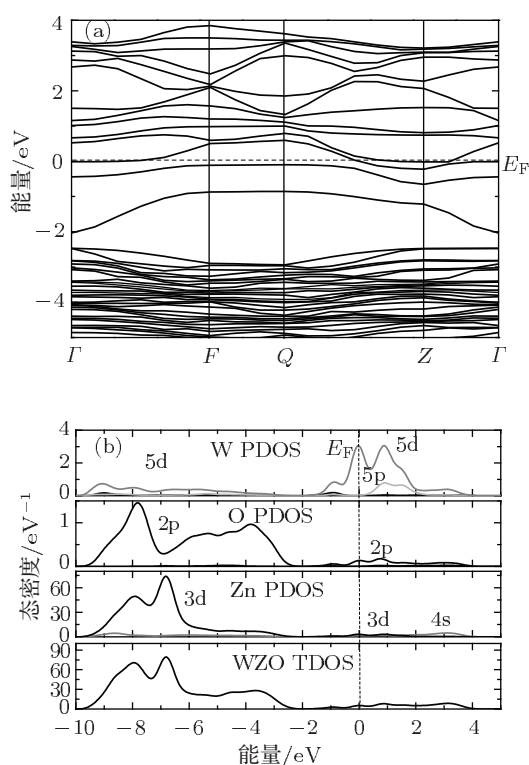 (a)
4
2
0
−2
−4
能量/eV
E_F
Γ F Q Z Γ
(b)
4
2
0
5d W PDOS E_F 5p 5d
1
0
2p O PDOS 2p
75
60
30
0
3d Zn PDOS 3d 4s
90
60
30
0
WZO TDOS
态密度/eV⁻¹
−10 −8 −6 −4 −2 0 2 4
能量/eV